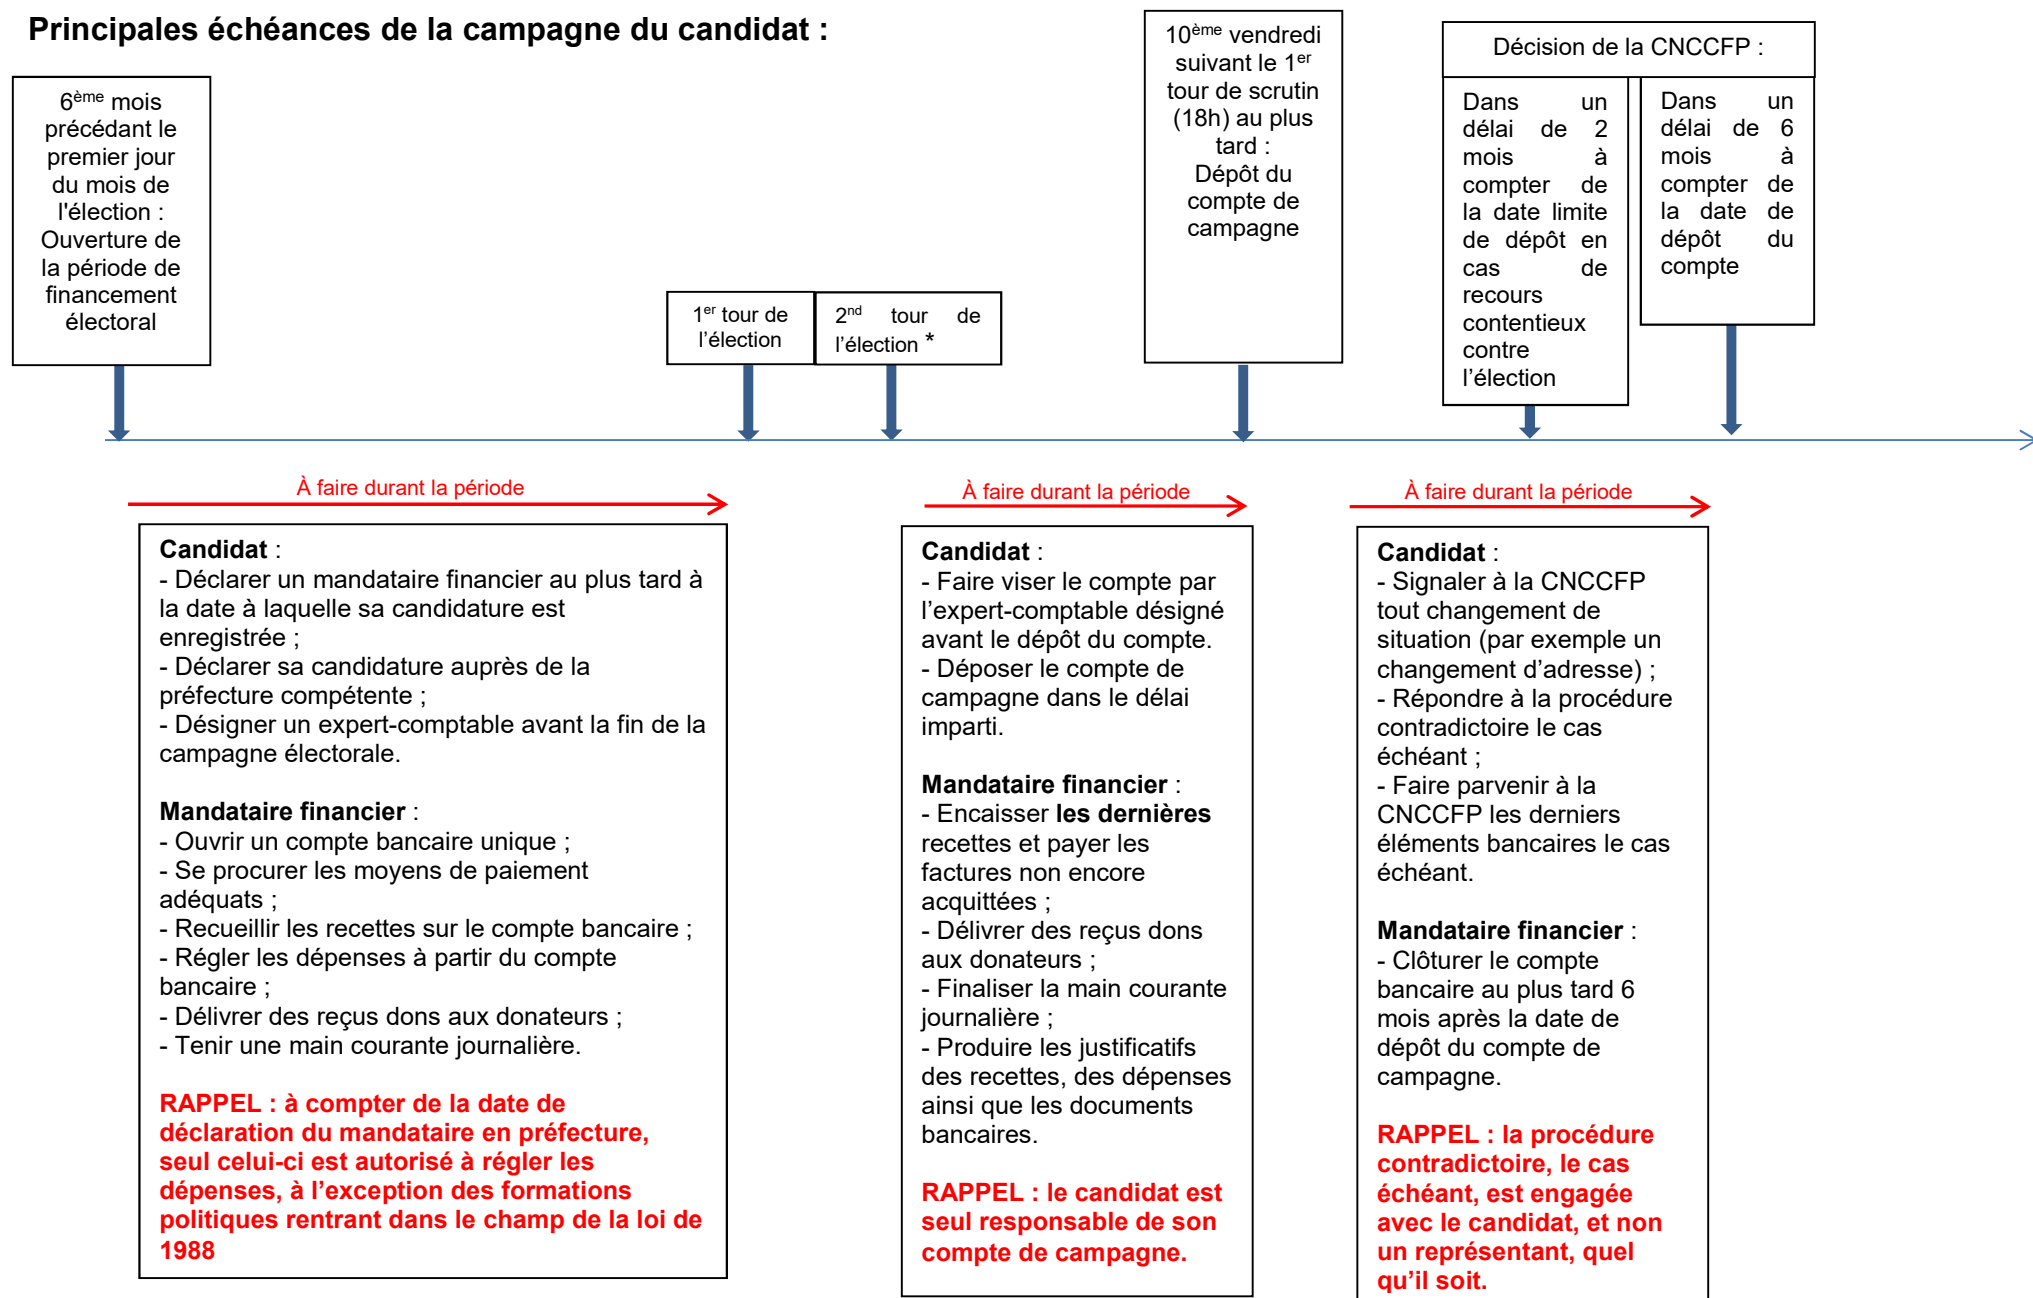 Principales échéances de la campagne du candidat :
6ème mois
précédant le
premier jour
du mois de
l'élection :
Ouverture de
la période de
financement
électoral
1er tour de
l’élection
2nd tour de
l’élection *
10ème vendredi
suivant le 1er
tour de scrutin
(18h) au plus
tard :
Dépôt du
compte de
campagne
Décision de la CNCCFP :
Dans un
délai de 2
mois à
compter de
la date limite
de dépôt en
cas de
recours
contentieux
contre
l’élection
Dans un
délai de 6
mois à
compter de
la date de
dépôt du
compte
À faire durant la période
Candidat :
- Déclarer un mandataire financier au plus tard à
la date à laquelle sa candidature est
enregistrée ;
- Déclarer sa candidature auprès de la
préfecture compétente ;
- Désigner un expert-comptable avant la fin de la
campagne électorale.
Mandataire financier :
- Ouvrir un compte bancaire unique ;
- Se procurer les moyens de paiement
adéquats ;
- Recueillir les recettes sur le compte bancaire ;
- Régler les dépenses à partir du compte
bancaire ;
- Délivrer des reçus dons aux donateurs ;
- Tenir une main courante journalière.
RAPPEL : à compter de la date de
déclaration du mandataire en préfecture,
seul celui-ci est autorisé à régler les
dépenses, à l’exception des formations
politiques rentrant dans le champ de la loi de
1988
À faire durant la période
Candidat :
- Faire viser le compte par
l’expert-comptable désigné
avant le dépôt du compte.
- Déposer le compte de
campagne dans le délai
imparti.
Mandataire financier :
- Encaisser les dernières
recettes et payer les
factures non encore
acquittées ;
- Délivrer des reçus dons
aux donateurs ;
- Finaliser la main courante
journalière ;
- Produire les justificatifs
des recettes, des dépenses
ainsi que les documents
bancaires.
RAPPEL : le candidat est
seul responsable de son
compte de campagne.
À faire durant la période
Candidat :
- Signaler à la CNCCFP
tout changement de
situation (par exemple un
changement d’adresse) ;
- Répondre à la procédure
contradictoire le cas
échéant ;
- Faire parvenir à la
CNCCFP les derniers
éléments bancaires le cas
échéant.
Mandataire financier :
- Clôturer le compte
bancaire au plus tard 6
mois après la date de
dépôt du compte de
campagne.
RAPPEL : la procédure
contradictoire, le cas
échéant, est engagée
avec le candidat, et non
un représentant, quel
qu’il soit.